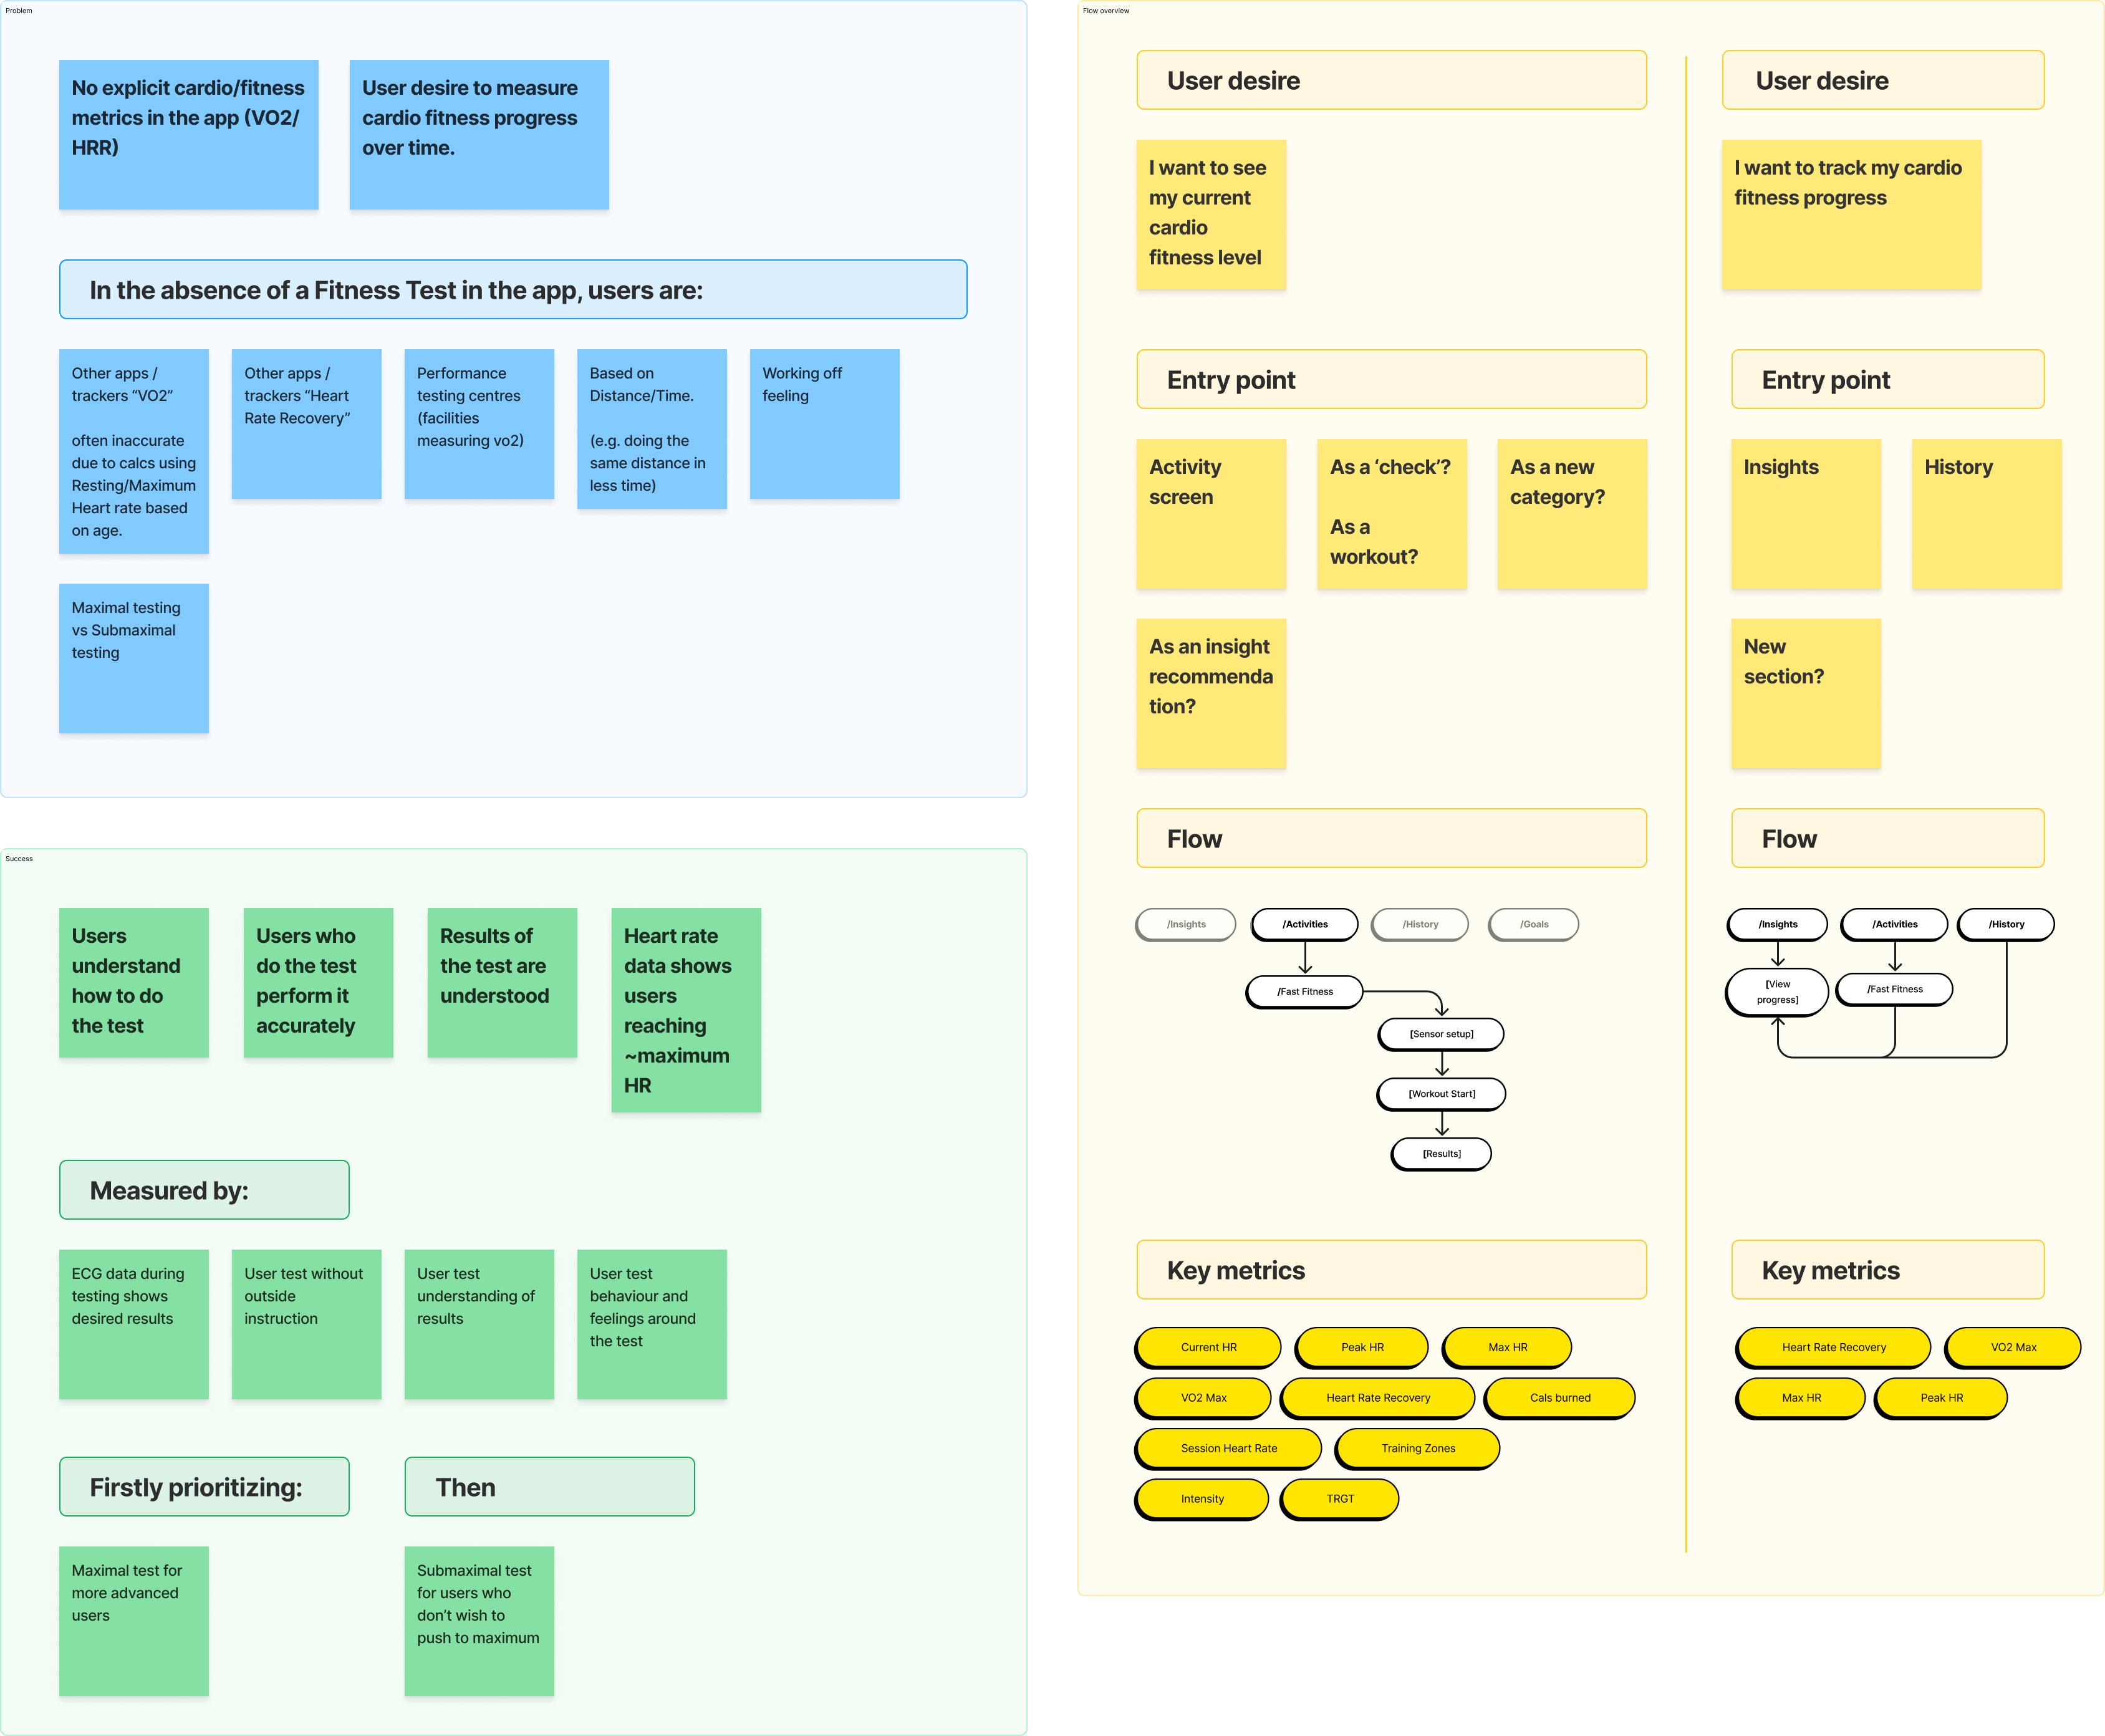 Problem
No explicit cardio/fitness
metrics in the app (VO2/
HRR)
User desire to measure
cardio fitness progress
over time.
In the absence of a Fitness Test in the app, users are:
Other apps /
trackers “VO2”
often inaccurate
due to calcs using
Resting/Maximum
Heart rate based
on age.
Other apps /
trackers “Heart
Rate Recovery”
Performance
testing centres
(facilities
measuring vo2)
Based on
Distance/Time.
(e.g. doing the
same distance in
less time)
Working off
feeling
Maximal testing
vs Submaximal
testing
Success
Users
understand
how to do
the test
Users who
do the test
perform it
accurately
Results of
the test are
understood
Heart rate
data shows
users
reaching
~maximum
HR
Measured by:
ECG data during
testing shows
desired results
User test without
outside
instruction
User test
understanding of
results
User test
behaviour and
feelings around
the test
Firstly prioritizing:
Then
Maximal test for
more advanced
users
Submaximal test
for users who
don’t wish to
push to maximum
Flow overview
User desire
I want to see
my current
cardio
fitness level
Entry point
Activity
screen
As a ‘check’?
As a
workout?
As a new
category?
As an insight
recommenda
tion?
Flow
/Insights
/Activities
/History
/Goals
/Fast Fitness
[Sensor setup]
[Workout Start]
[Results]
Key metrics
Current HR
Peak HR
Max HR
VO2 Max
Heart Rate Recovery
Cals burned
Session Heart Rate
Training Zones
Intensity
TRGT
User desire
I want to track my cardio
fitness progress
Entry point
Insights
History
New
section?
Flow
/Insights
/Activities
/History
[View
progress]
/Fast Fitness
Key metrics
Heart Rate Recovery
VO2 Max
Max HR
Peak HR